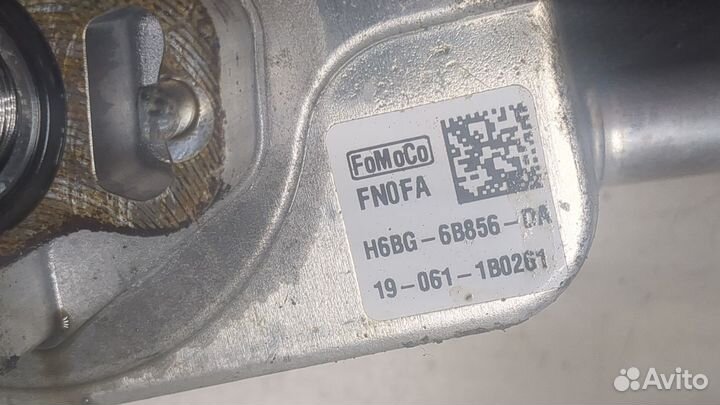 FoMoCo
FN0FA
H6BG-6B856-DA
19-061-1B0261
Avito